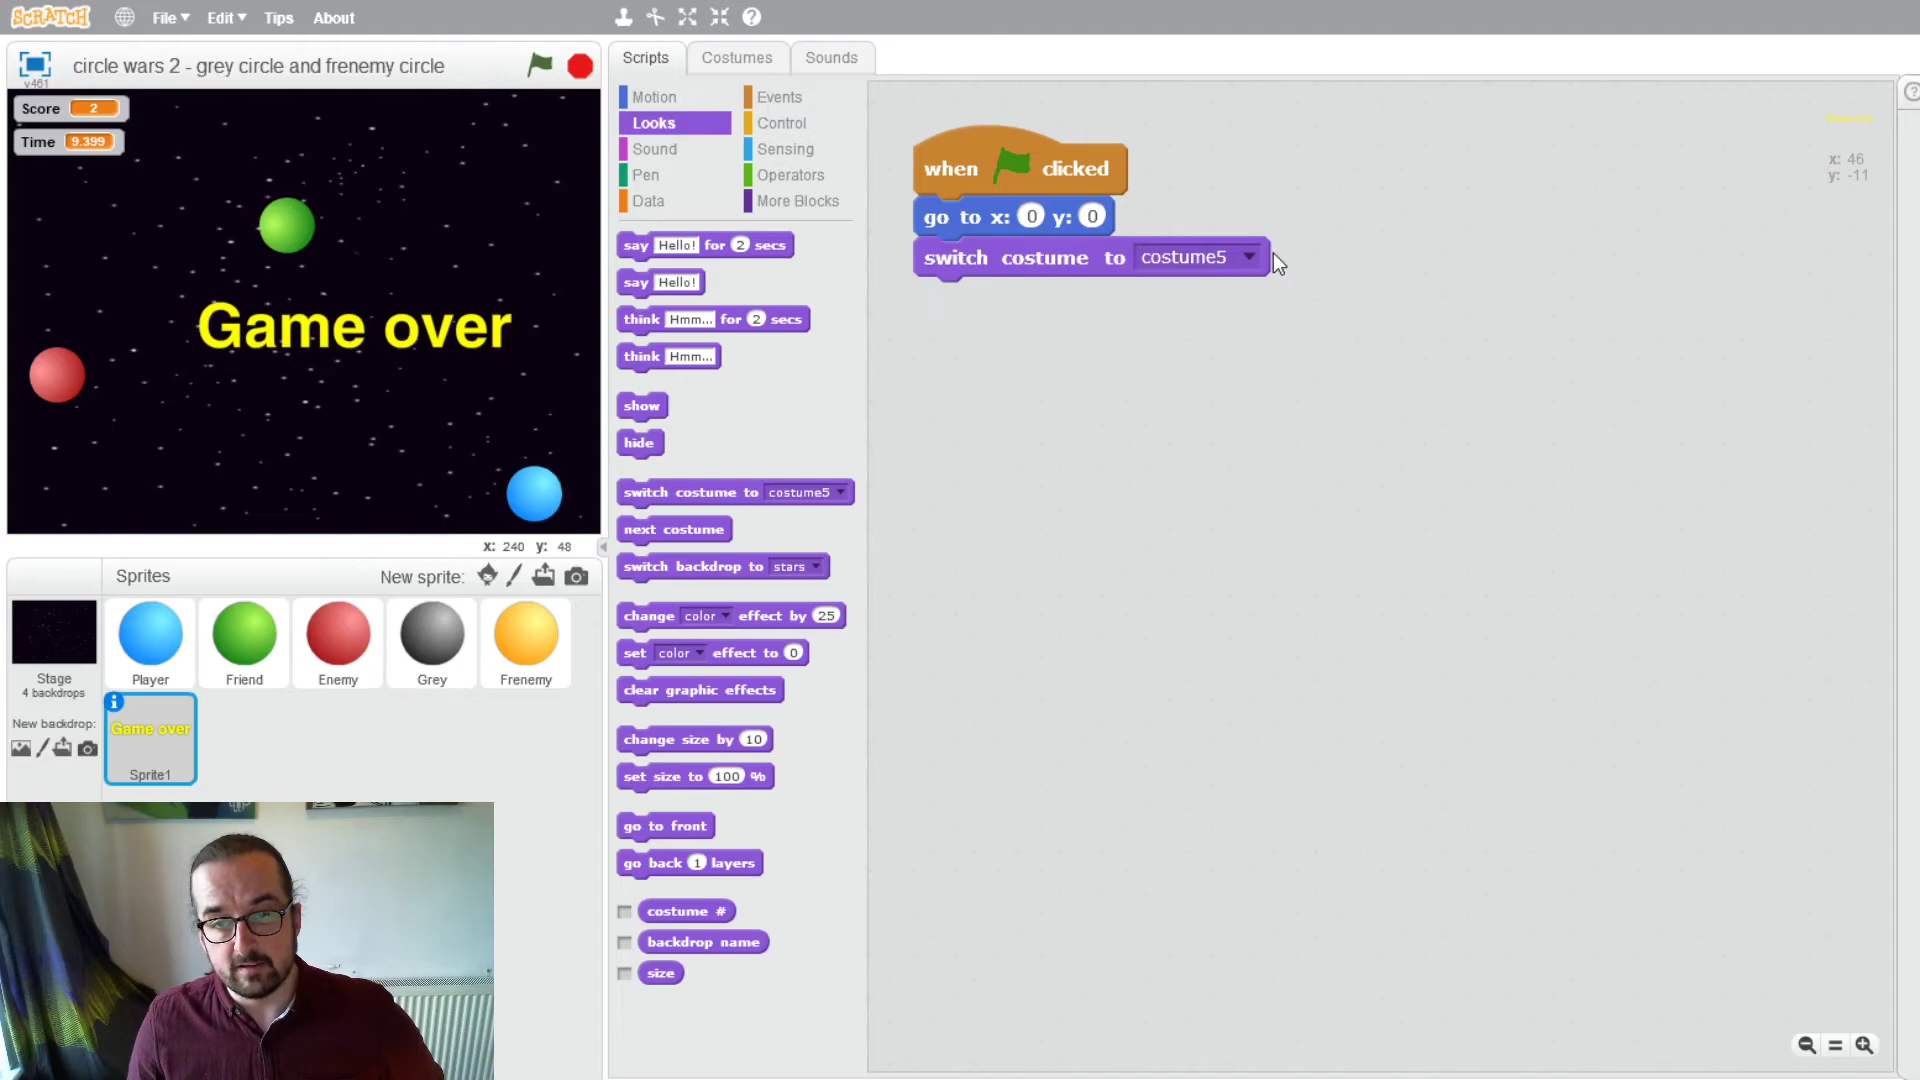 SCRATCH File Edit Tips About
circle wars 2 - grey circle and frenemy circle
v461
Score 2
Time 9.399
Game over
x: 240 y: 48
Sprites New sprite:
Stage
4 backdrops
New backdrop:
Player Friend Enemy Grey Frenemy
Game over
Sprite1
Scripts Costumes Sounds
Motion Events
Looks Control
Sound Sensing
Pen Operators
Data More Blocks
say Hello! for 2 secs
say Hello!
think Hmm... for 2 secs
think Hmm...
show
hide
switch costume to costume5
next costume
switch backdrop to stars
change color effect by 25
set color effect to 0
clear graphic effects
change size by 10
set size to 100 %
go to front
go back 1 layers
costume #
backdrop name
size
when clicked
go to x: 0 y: 0
switch costume to costume5
x: 46
y: -11